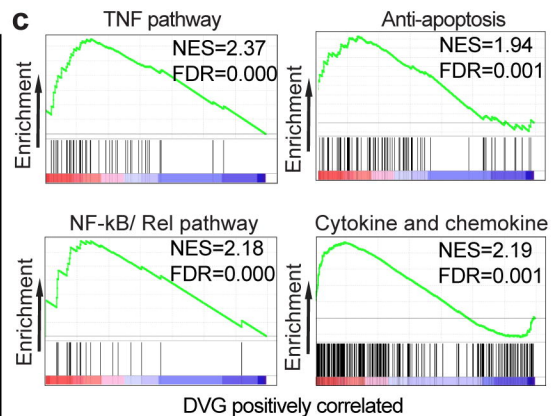 c
TNF pathway
NES=2.37
FDR=0.000
Enrichment
Anti-apoptosis
NES=1.94
FDR=0.001
Enrichment
NF-kB/ Rel pathway
NES=2.18
FDR=0.000
Enrichment
Cytokine and chemokine
NES=2.19
FDR=0.001
Enrichment
DVG positively correlated